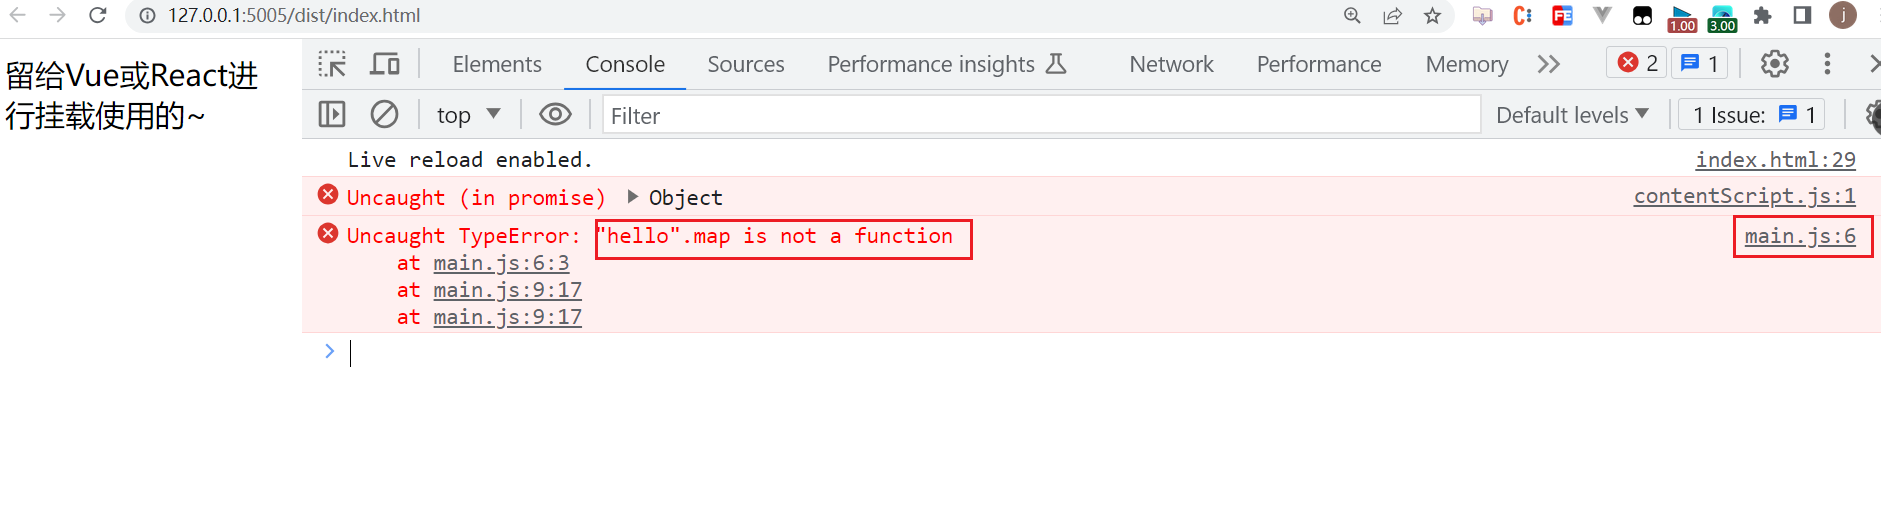 127.0.0.1:5005/dist/index.html
1.00
3.00
j
留给Vue或React进
行挂载使用的~
Elements Console Sources Performance insights Network Performance Memory 2 1
top Filter Default levels 1 Issue: 1
Live reload enabled. index.html:29
Uncaught (in promise) Object contentScript.js:1
Uncaught TypeError: "hello".map is not a function main.js:6
at main.js:6:3
at main.js:9:17
at main.js:9:17